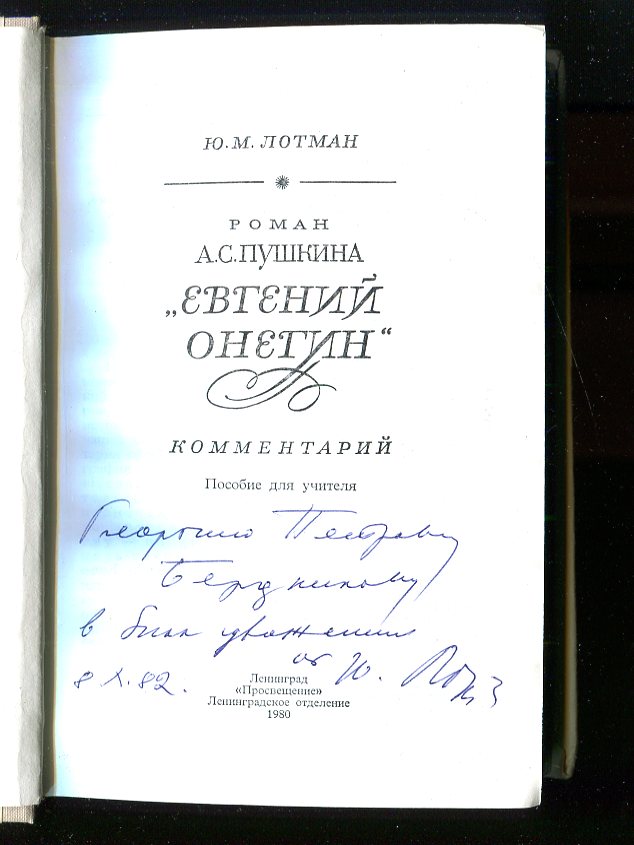 Ю.М. ЛОТМАН
РОМАН
А.С. ПУШКИНА
„ЕВГЕНИЙ
ОНЕГИН“
КОММЕНТАРИЙ
Пособие для учителя
Георгию Петровичу
Бердникову
в знак уважения
от Ю. Лотм
8 X. 82.
Ленинград
«Просвещение»
Ленинградское отделение
1980